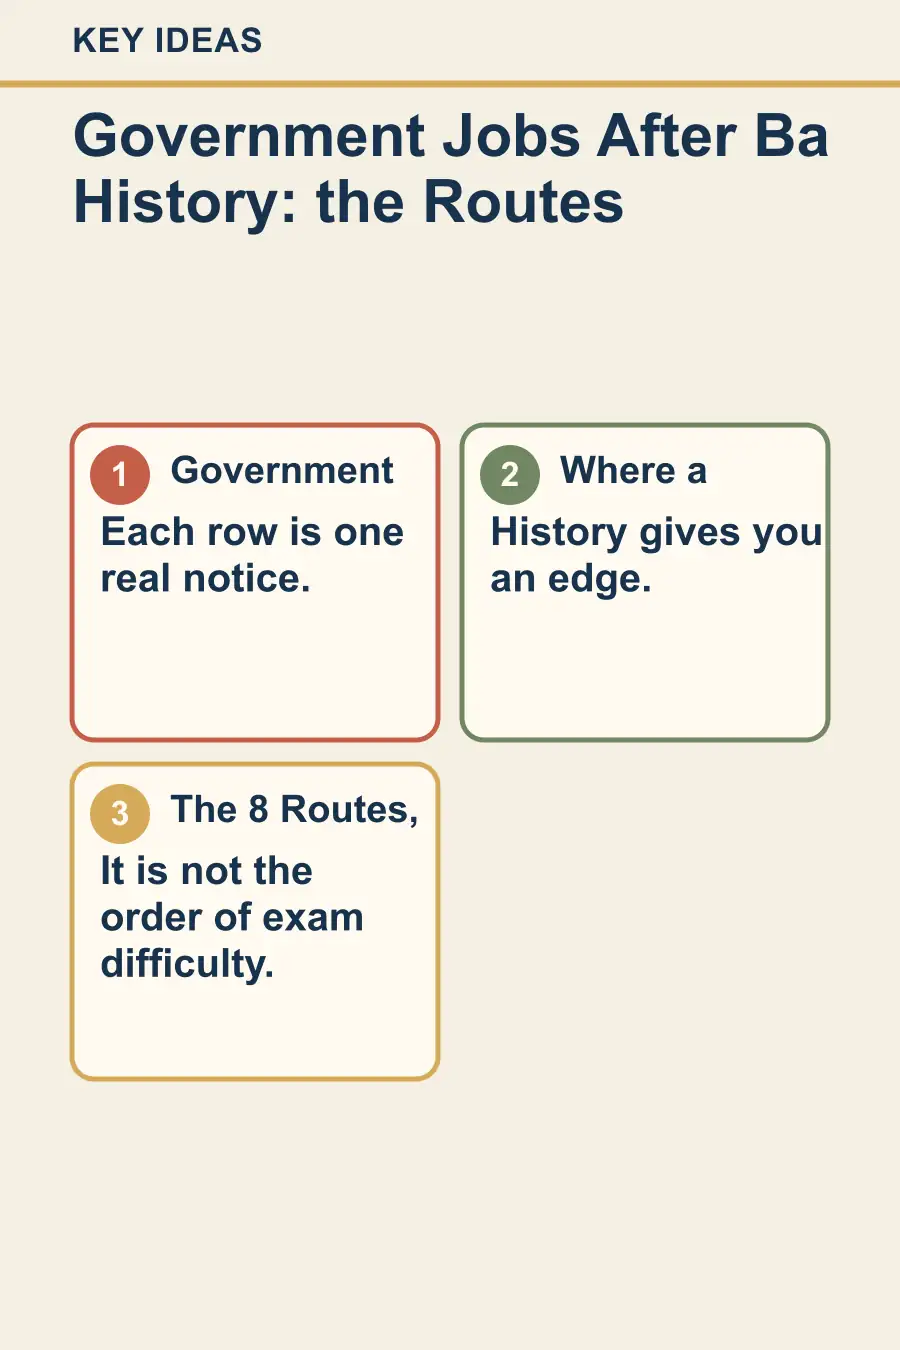 KEY IDEAS
Government Jobs After Ba
History: the Routes
1 Government
Each row is one
real notice.
2 Where a
History gives you
an edge.
3 The 8 Routes,
It is not the
order of exam
difficulty.